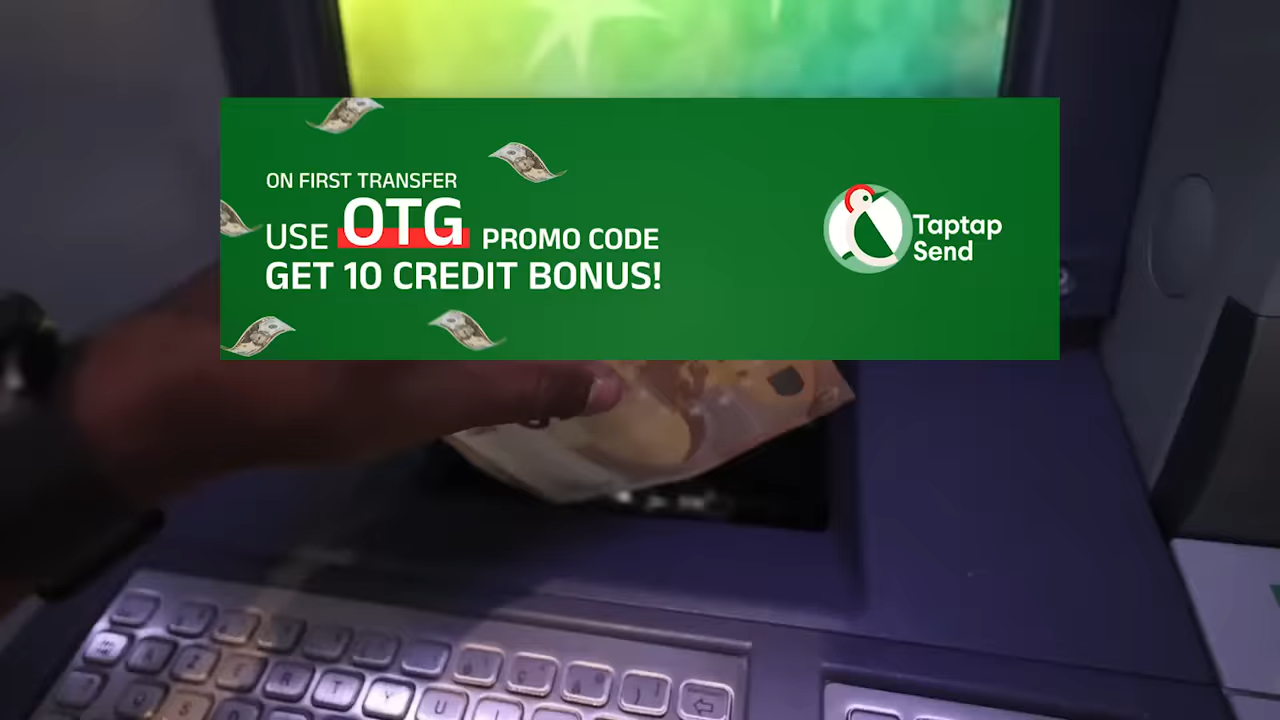 ON FIRST TRANSFER
USE OTG PROMO CODE
GET 10 CREDIT BONUS!
Taptap
Send
R T Y
U